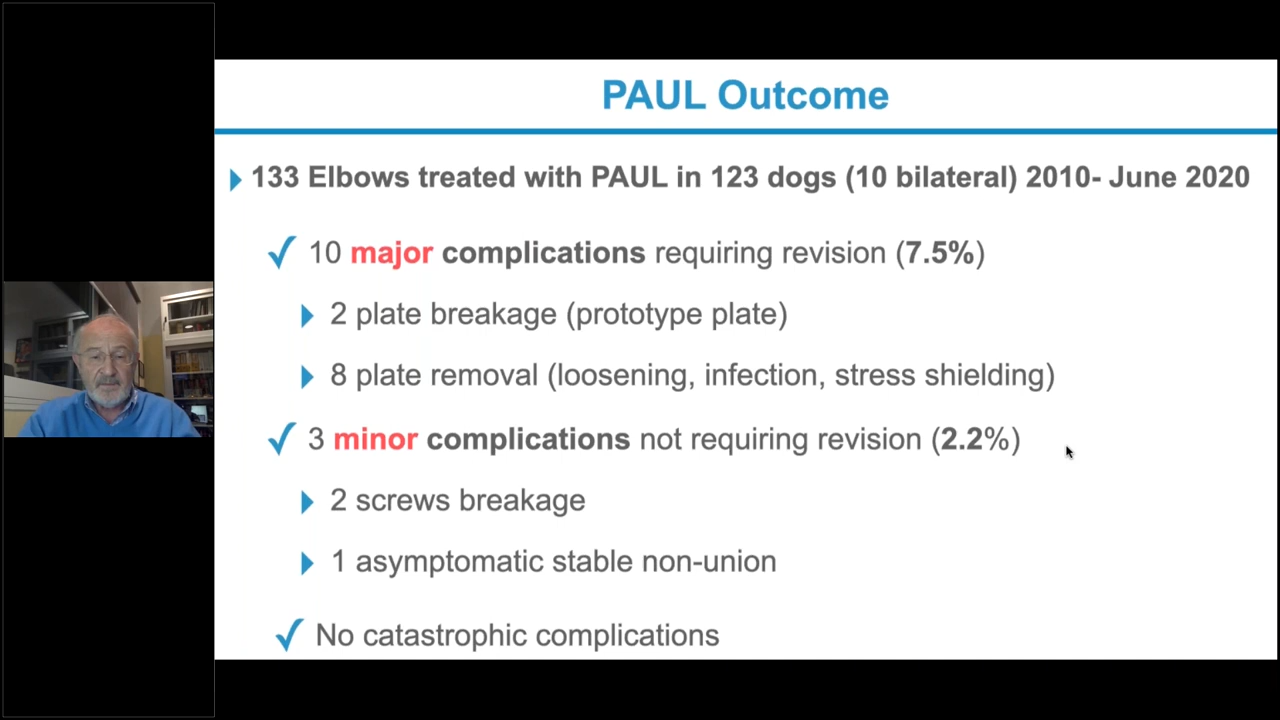 PAUL Outcome
133 Elbows treated with PAUL in 123 dogs (10 bilateral) 2010- June 2020
10 major complications requiring revision (7.5%)
2 plate breakage (prototype plate)
8 plate removal (loosening, infection, stress shielding)
3 minor complications not requiring revision (2.2%)
2 screws breakage
1 asymptomatic stable non-union
No catastrophic complications